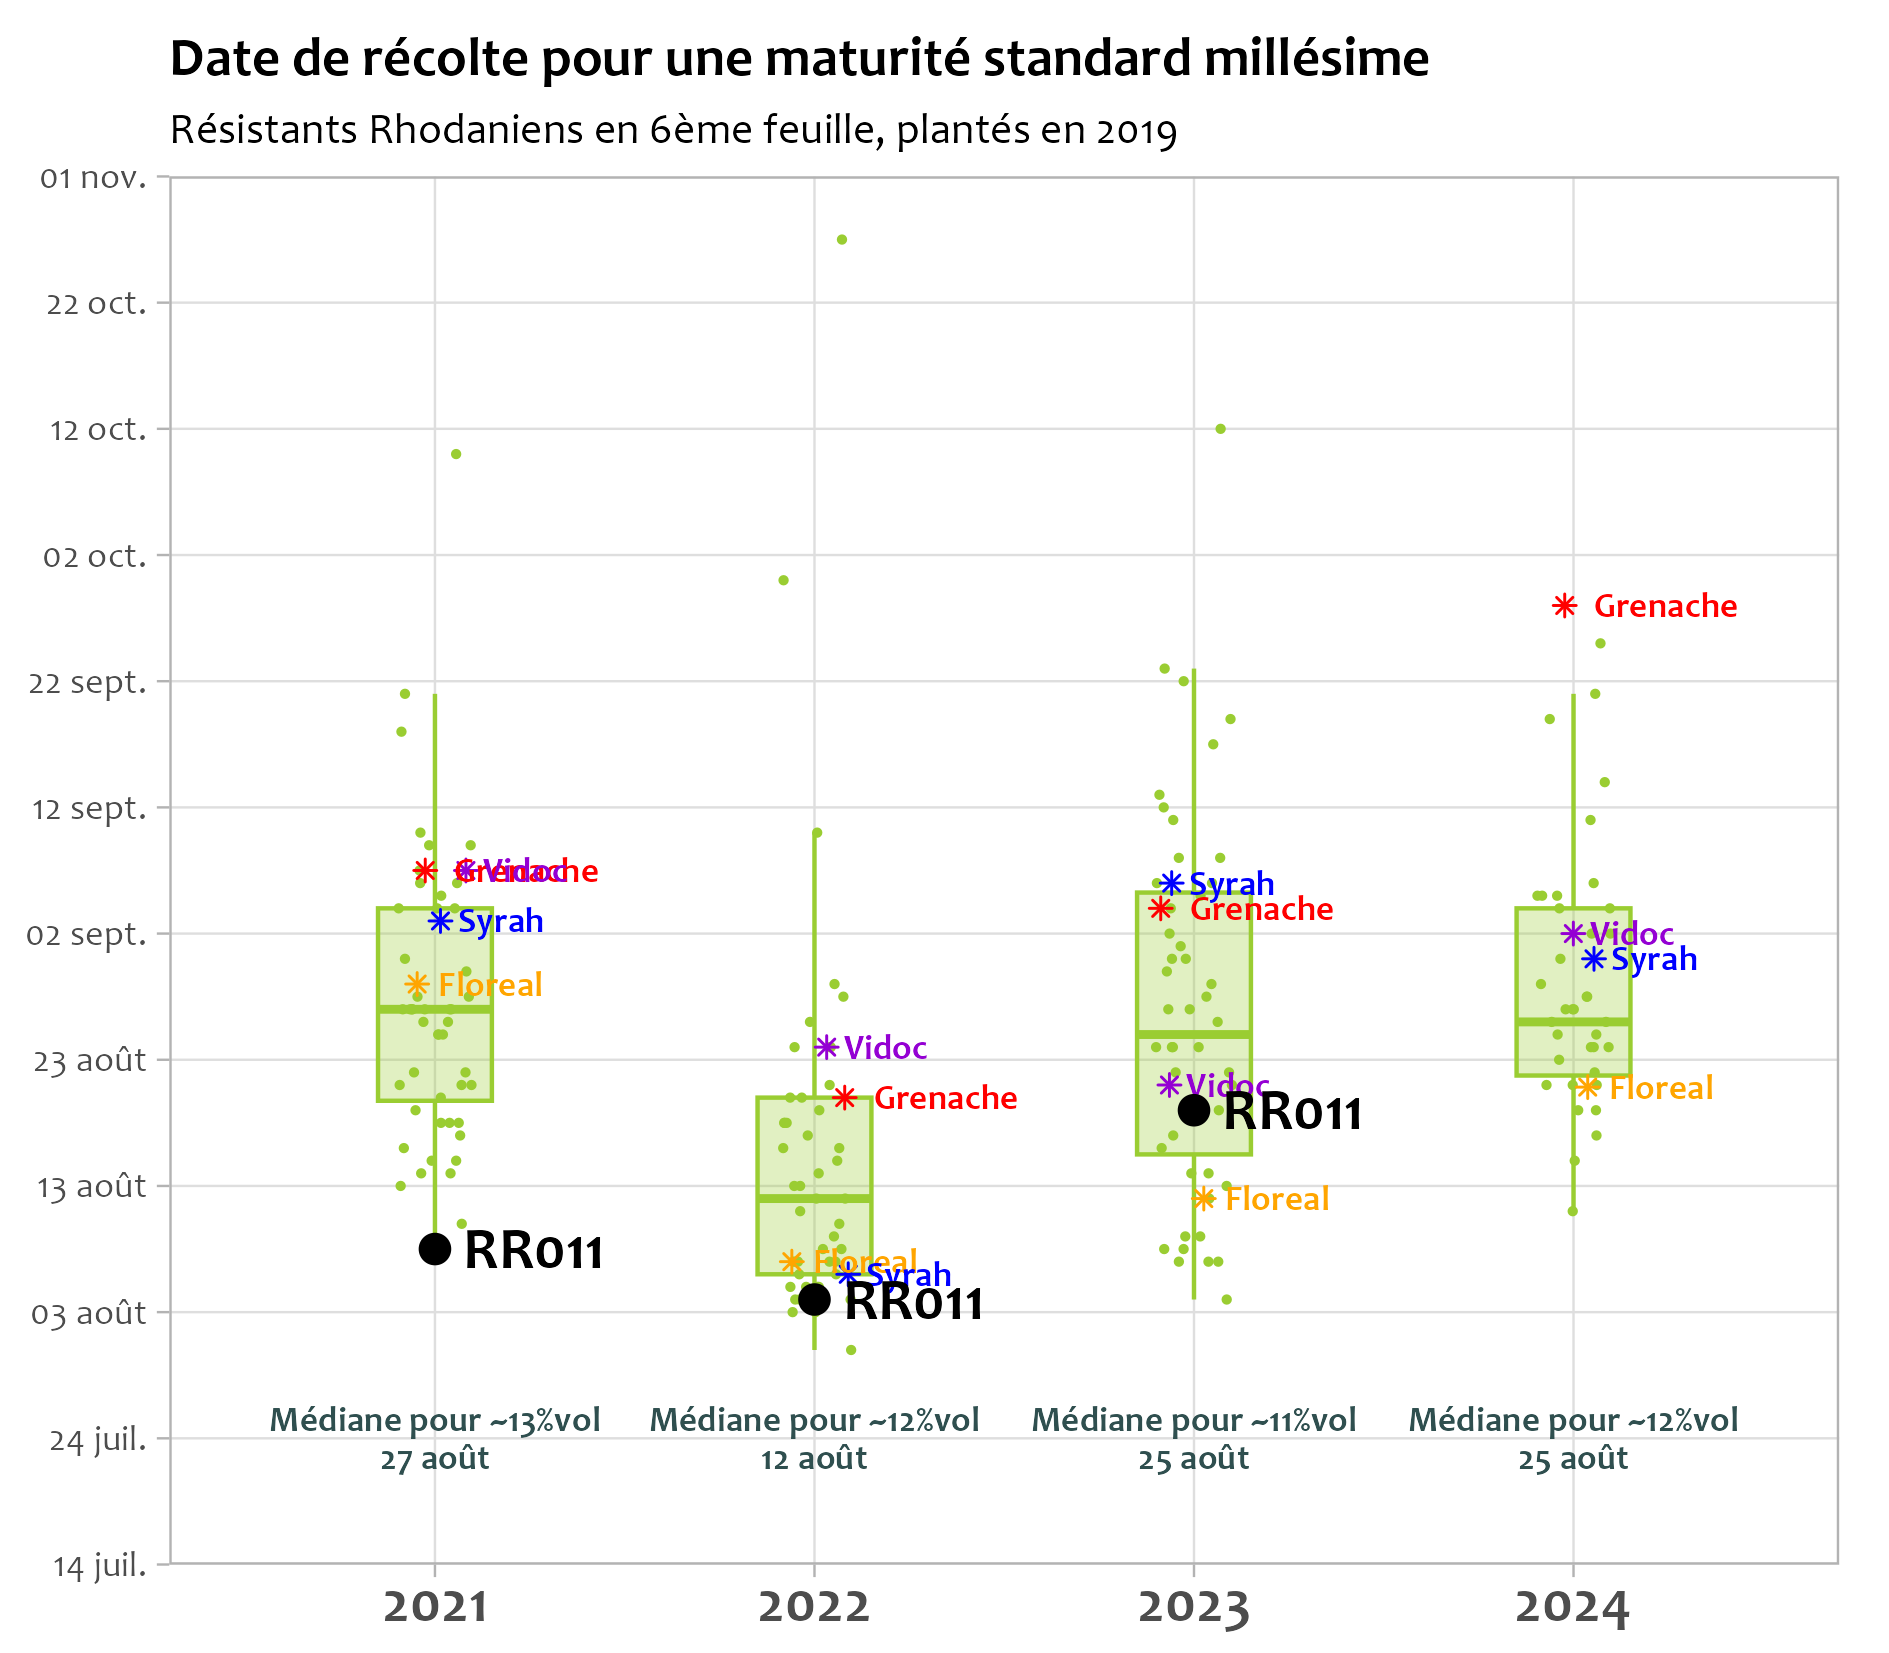 Date de récolte pour une maturité standard millésime
Résistants Rhodaniens en 6ème feuille, plantés en 2019
01 nov.
22 oct.
12 oct.
02 oct.
22 sept.
12 sept.
02 sept.
23 août
13 août
03 août
24 juil.
14 juil.
Grenache
Vidoc
Syrah
Floreal
RR011
Vidoc
Grenache
Floreal
Syrah
RR011
Syrah
Grenache
Vidoc
RR011
Floreal
Grenache
Vidoc
Syrah
Floreal
Médiane pour ~13%vol
27 août
Médiane pour ~12%vol
12 août
Médiane pour ~11%vol
25 août
Médiane pour ~12%vol
25 août
2021
2022
2023
2024